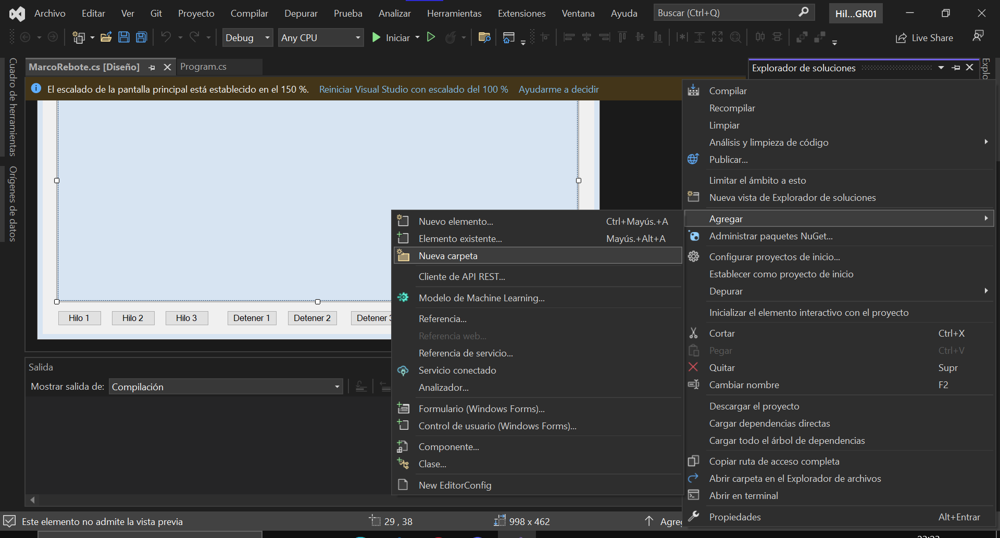 Archivo Editar Ver Git Proyecto Compilar Depurar Prueba Analizar Herramientas Extensiones Ventana Ayuda Buscar (Ctrl+Q) Hil...GR01
Debug Any CPU Iniciar Live Share
Cuadro de herramientas
Orígenes de datos
MarcoRebote.cs [Diseño] Program.cs
El escalado de la pantalla principal está establecido en el 150 %. Reiniciar Visual Studio con escalado del 100 % Ayudarme a decidir
Hilo 1 Hilo 2 Hilo 3 Detener 1 Detener 2 Detener
Salida
Mostrar salida de: Compilación
Nuevo elemento... Ctrl+Mayús.+A
Elemento existente... Mayús.+Alt+A
Nueva carpeta
Cliente de API REST...
Modelo de Machine Learning...
Referencia...
Referencia web...
Referencia de servicio...
Servicio conectado
Analizador...
Formulario (Windows Forms)...
Control de usuario (Windows Forms)...
Componente...
Clase...
New EditorConfig
Explorador de soluciones
Explo
Compilar
Recompilar
Limpiar
Análisis y limpieza de código
Publicar...
Limitar el ámbito a esto
Nueva vista de Explorador de soluciones
Agregar
Administrar paquetes NuGet...
Configurar proyectos de inicio...
Establecer como proyecto de inicio
Depurar
Inicializar el elemento interactivo con el proyecto
Cortar Ctrl+X
Pegar Ctrl+V
Quitar Supr
Cambiar nombre F2
Descargar el proyecto
Cargar dependencias directas
Cargar todo el árbol de dependencias
Copiar ruta de acceso completa
Abrir carpeta en el Explorador de archivos
Abrir en terminal
Propiedades Alt+Entrar
Este elemento no admite la vista previa 29 , 38 998 x 462 Agre